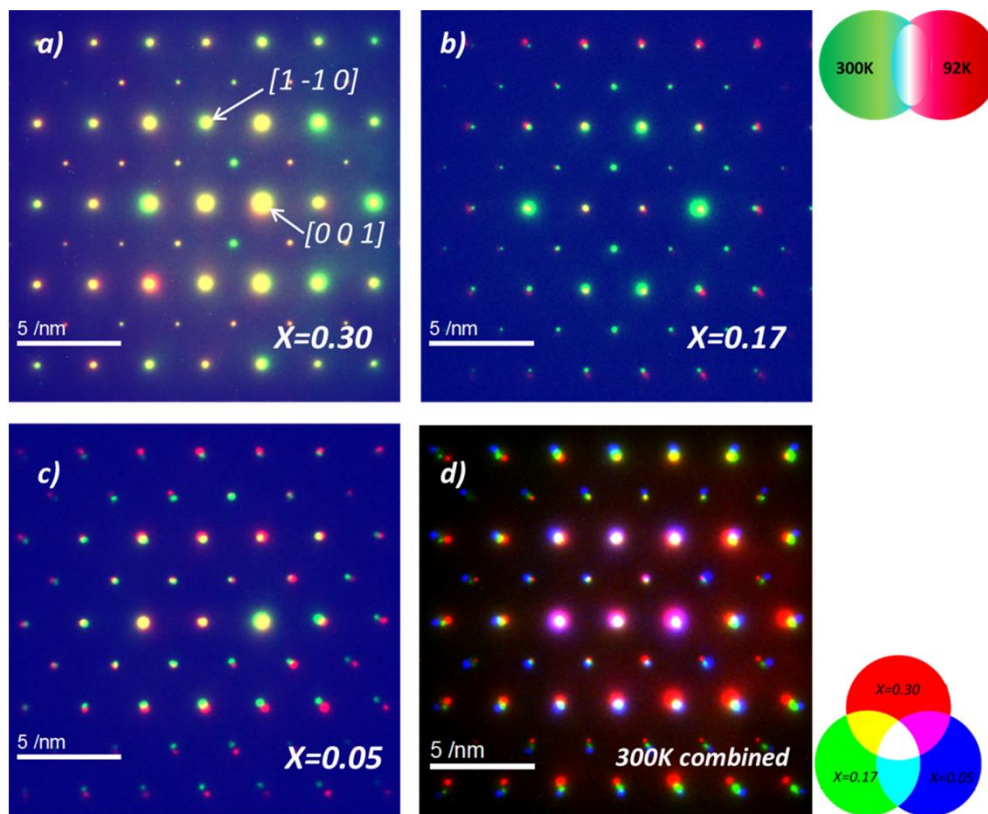 a)
[1 -1 0]
[0 0 1]
5 /nm
X=0.30
b)
5 /nm
X=0.17
300K
92K
c)
5 /nm
X=0.05
d)
5 /nm
300K combined
X=0.30
X=0.17
X=0.05